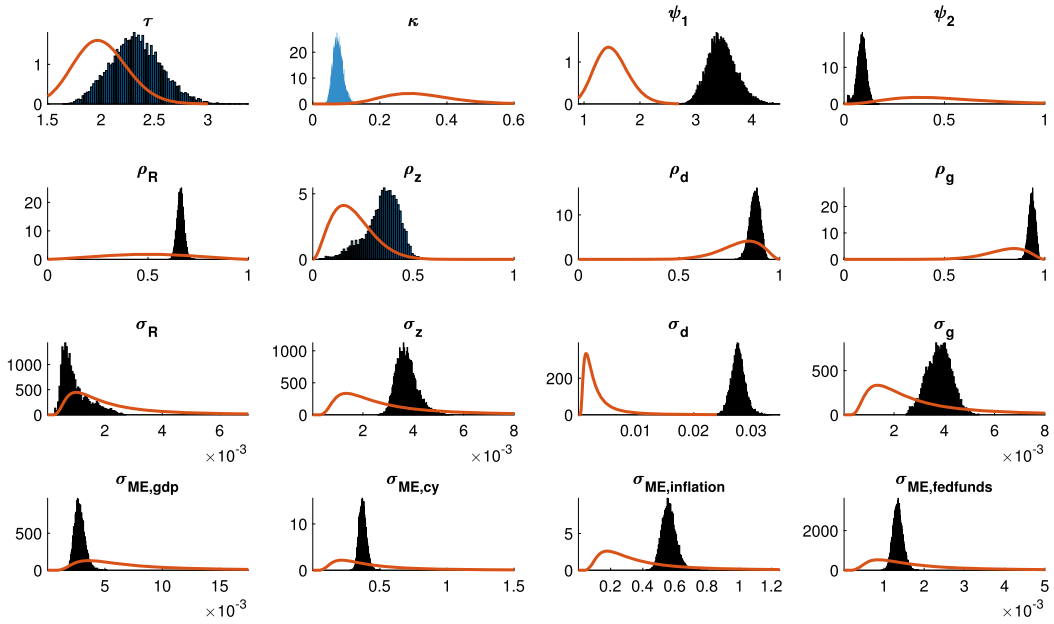 τ κ ψ1 ψ2
1 20 10 1 10
0 0 0 0
1.5 2 2.5 3 0 0.2 0.4 0.6 1 2 3 4 0 0.5 1
ρR ρz ρd ρg
20 10 0 5 0 10 0 20 10 0
0 0.5 1 0 0.5 1 0 0.5 1 0 0.5 1
σR σz σd σg
1000 500 0 1000 500 0 200 0 500 0
2 4 6 2 4 6 8 0.01 0.02 0.03 2 4 6 8
×10-3 ×10-3 ×10-3
σME,gdp σME,cy σME,inflation σME,fedfunds
500 0 10 0 5 0 2000 0
5 10 15 0.5 1 1.5 0.2 0.4 0.6 0.8 1 1.2 1 2 3 4 5
×10-3 ×10-3